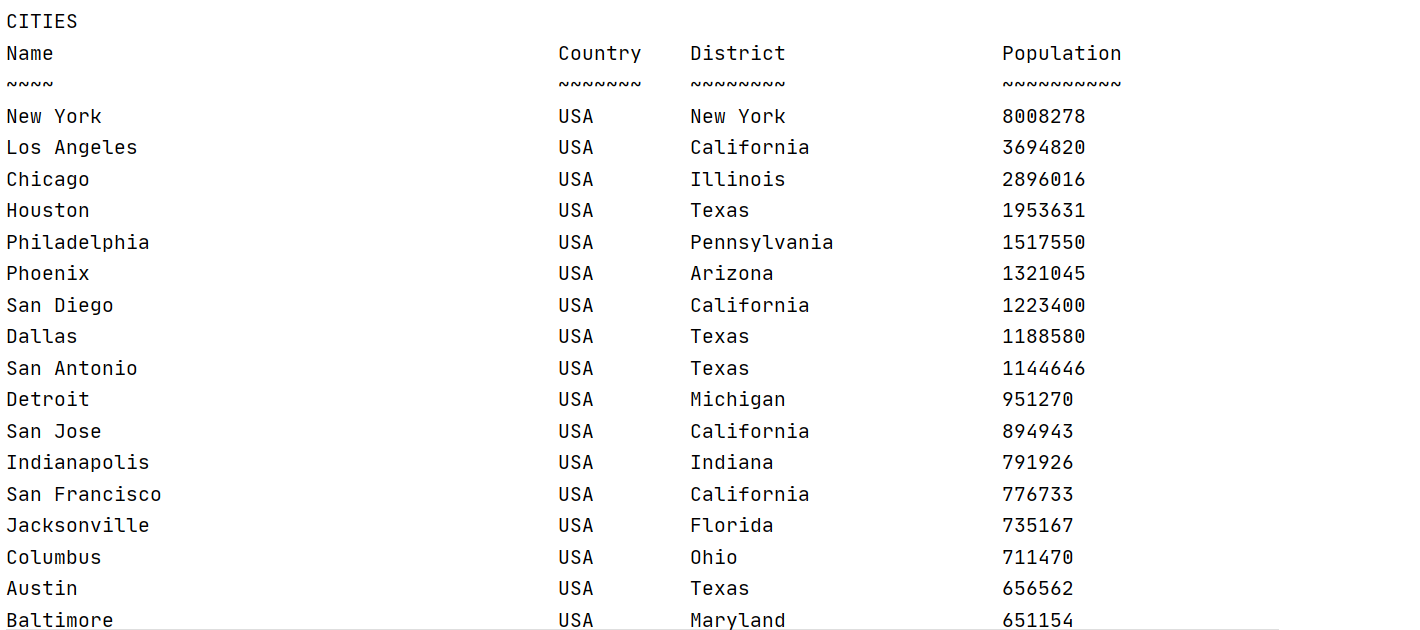 CITIES
Name Country District Population
~~~~ ~~~~~~~ ~~~~~~~~ ~~~~~~~~~~
New York USA New York 8008278
Los Angeles USA California 3694820
Chicago USA Illinois 2896016
Houston USA Texas 1953631
Philadelphia USA Pennsylvania 1517550
Phoenix USA Arizona 1321045
San Diego USA California 1223400
Dallas USA Texas 1188580
San Antonio USA Texas 1144646
Detroit USA Michigan 951270
San Jose USA California 894943
Indianapolis USA Indiana 791926
San Francisco USA California 776733
Jacksonville USA Florida 735167
Columbus USA Ohio 711470
Austin USA Texas 656562
Baltimore USA Maryland 651154